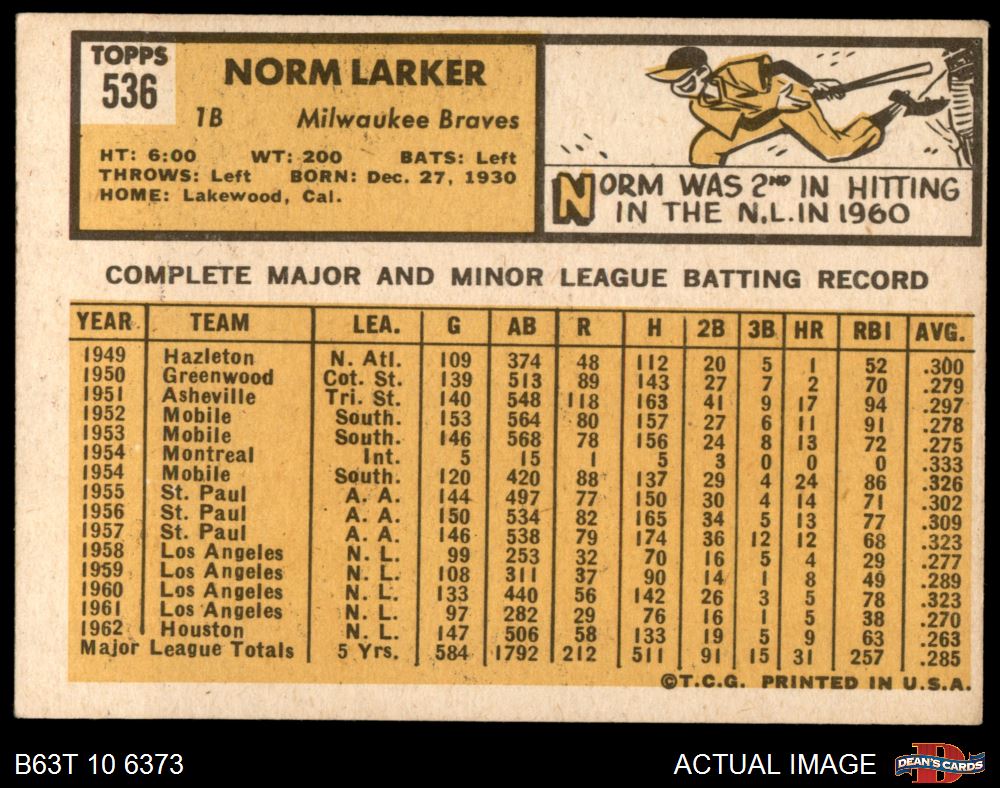 TOPPS
536
NORM LARKER
1B Milwaukee Braves
HT: 6:00 WT: 200 BATS: Left
THROWS: Left BORN: Dec. 27, 1930
HOME: Lakewood, Cal.
NORM WAS 2ND IN HITTING
IN THE N.L. IN 1960
COMPLETE MAJOR AND MINOR LEAGUE BATTING RECORD
YEAR TEAM LEA. G AB R H 2B 3B HR RBI AVG.
1949 Hazleton N. Atl. 109 374 48 112 20 5 1 52 .300
1950 Greenwood Cot. St. 139 513 89 143 27 7 2 70 .279
1951 Asheville Tri. St. 140 548 118 163 41 9 17 94 .297
1952 Mobile South. 153 564 80 157 27 6 11 91 .278
1953 Mobile South. 146 568 78 156 24 8 13 72 .275
1954 Montreal Int. 5 15 1 5 3 0 0 0 .333
1954 Mobile South. 120 420 88 137 29 4 24 86 .326
1955 St. Paul A. A. 144 497 77 150 30 4 14 71 .302
1956 St. Paul A. A. 150 534 82 165 34 5 13 77 .309
1957 St. Paul A. A. 146 538 79 174 36 12 12 68 .323
1958 Los Angeles N. L. 99 253 32 70 16 5 4 29 .277
1959 Los Angeles N. L. 108 311 37 90 14 1 8 49 .289
1960 Los Angeles N. L. 133 440 56 142 26 3 5 78 .323
1961 Los Angeles N. L. 97 282 29 76 16 1 5 38 .270
1962 Houston N. L. 147 506 58 133 19 5 9 63 .263
Major League Totals 5 Yrs. 584 1792 212 511 91 15 31 257 .285
©T.C.G. PRINTED IN U.S.A.
B63T 10 6373 ACTUAL IMAGE DEAN'S CARDS